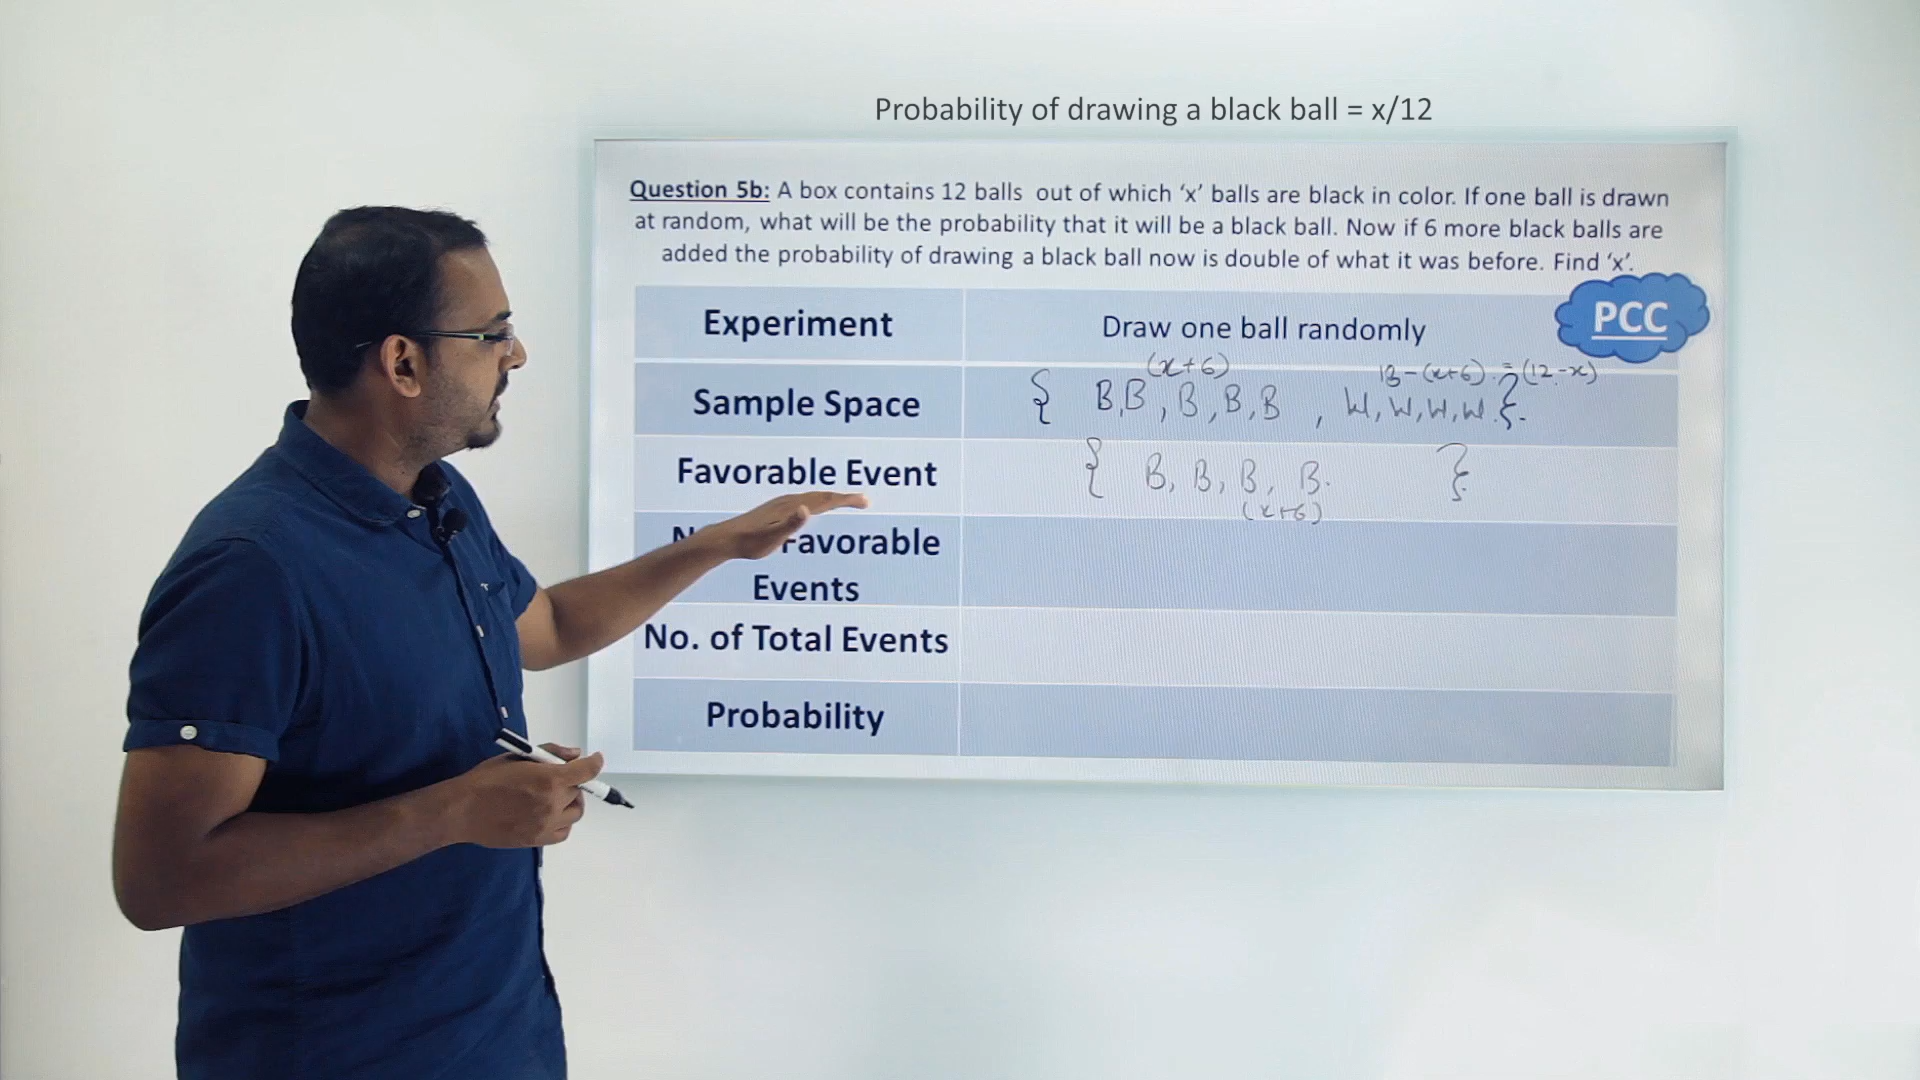 Probability of drawing a black ball = x/12
Question 5b: A box contains 12 balls out of which ‘x’ balls are black in color. If one ball is drawn
at random, what will be the probability that it will be a black ball. Now if 6 more black balls are
added the probability of drawing a black ball now is double of what it was before. Find ‘x’.
PCC
Experiment
Draw one ball randomly
(x+6)
18-(x+6) = (12-x)
Sample Space
{ B,B, B, B, B , W, W, W, W. }.
Favorable Event
{ B, B, B, B. }
(x+6)
Favorable
Events
No. of Total Events
Probability